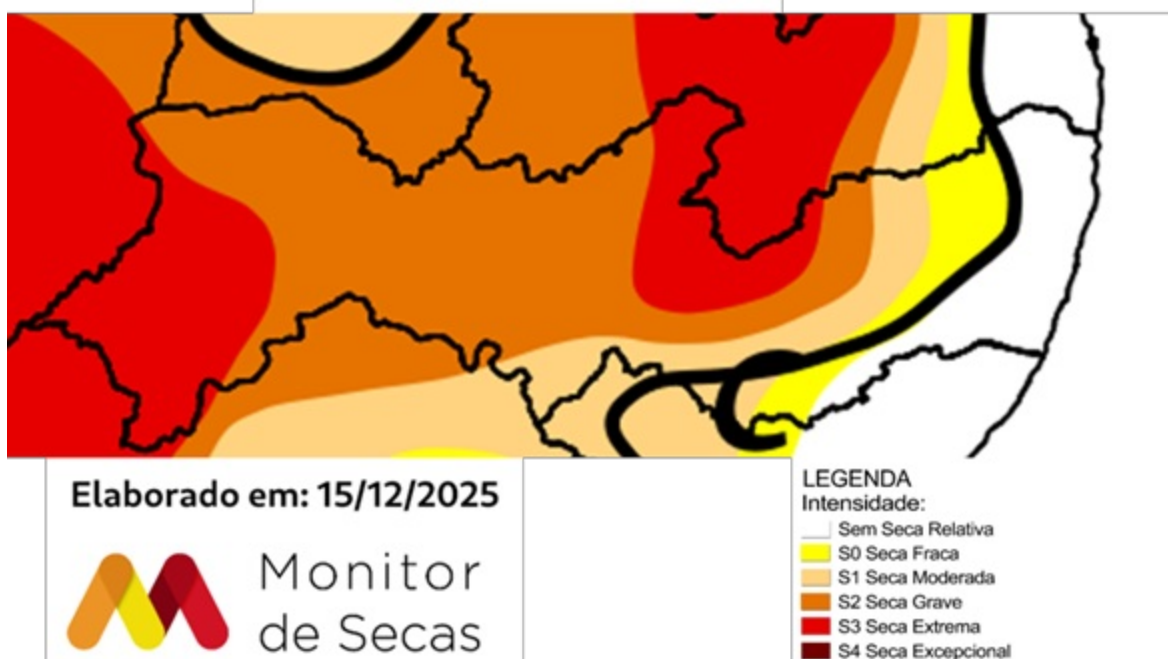 Elaborado em: 15/12/2025
Monitor
de Secas
LEGENDA
Intensidade:
Sem Seca Relativa
S0 Seca Fraca
S1 Seca Moderada
S2 Seca Grave
S3 Seca Extrema
S4 Seca Excepcional